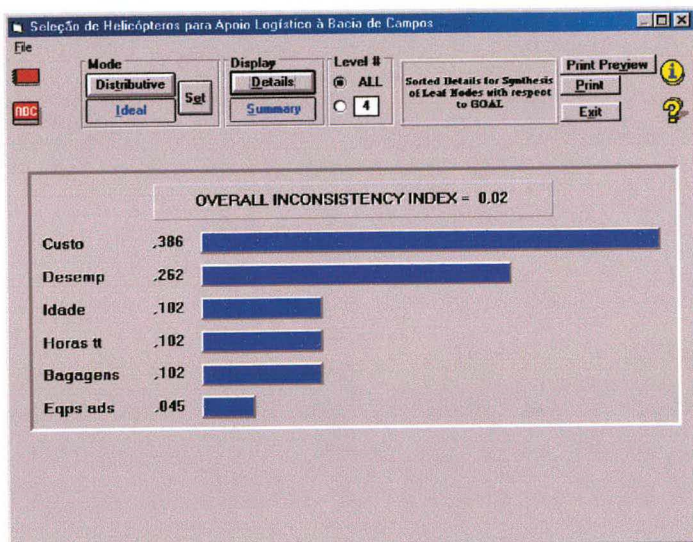 Seleção de Helicópteros para Apoio Logístico à Bacia de Campos
File
Mode
Distributive
Ideal
Set
Display
Details
Summary
Level #
ALL
4
Sorted Details for Synthesis
of Leaf Nodes with respect
to GOAL
Print Preview
Print
Exit
ABC
OVERALL INCONSISTENCY INDEX = 0.02
Custo ,386
Desemp ,262
Idade ,102
Horas tt ,102
Bagagens ,102
Eqps ads ,045